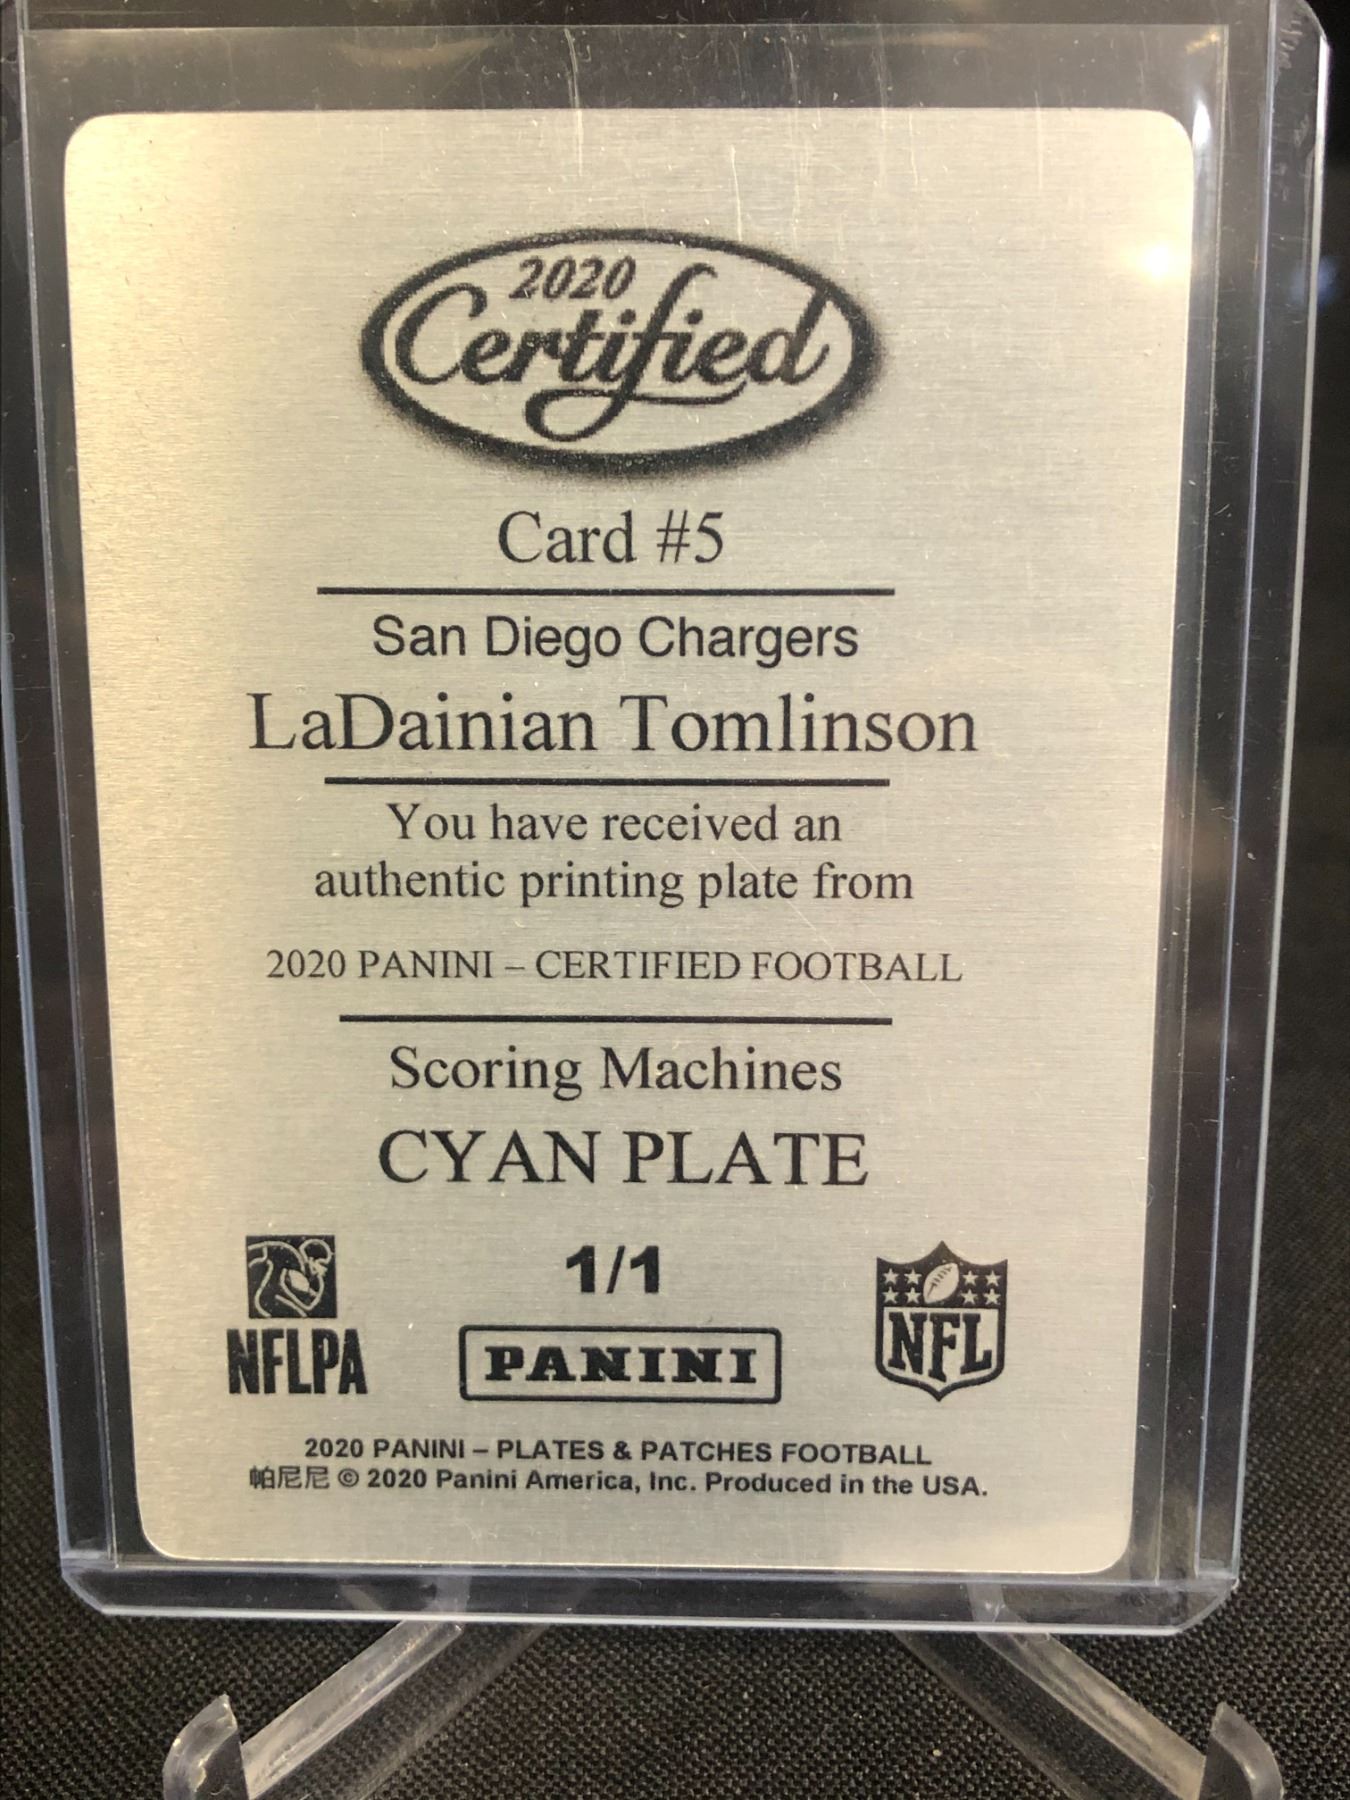 2020
Certified
Card #5
San Diego Chargers
LaDainian Tomlinson
You have received an
authentic printing plate from
2020 PANINI – CERTIFIED FOOTBALL
Scoring Machines
CYAN PLATE
1/1
NFLPA
PANINI
NFL
2020 PANINI – PLATES & PATCHES FOOTBALL
帕尼尼 © 2020 Panini America, Inc. Produced in the USA.